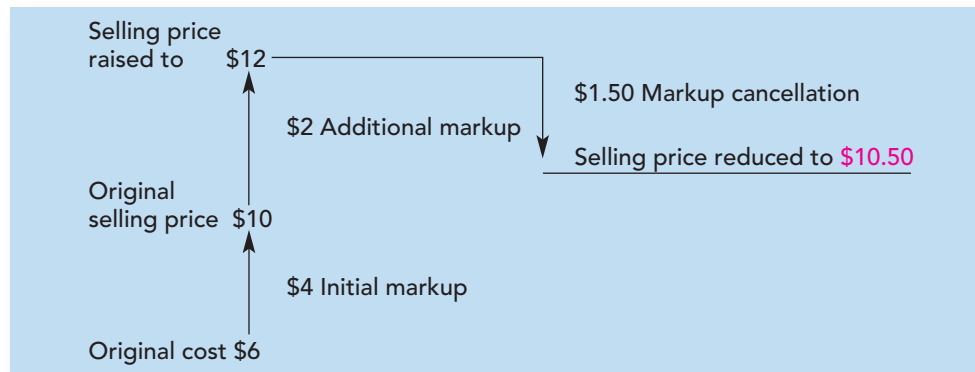 Selling price
raised to $12
$1.50 Markup cancellation
$2 Additional markup
Selling price reduced to $10.50
Original
selling price $10
$4 Initial markup
Original cost $6